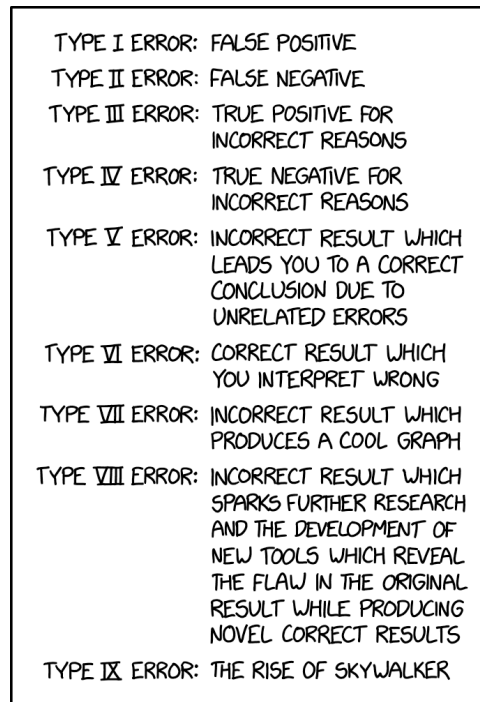 TYPE I ERROR: FALSE POSITIVE
TYPE II ERROR: FALSE NEGATIVE
TYPE III ERROR: TRUE POSITIVE FOR
INCORRECT REASONS
TYPE IV ERROR: TRUE NEGATIVE FOR
INCORRECT REASONS
TYPE V ERROR: INCORRECT RESULT WHICH
LEADS YOU TO A CORRECT
CONCLUSION DUE TO
UNRELATED ERRORS
TYPE VI ERROR: CORRECT RESULT WHICH
YOU INTERPRET WRONG
TYPE VII ERROR: INCORRECT RESULT WHICH
PRODUCES A COOL GRAPH
TYPE VIII ERROR: INCORRECT RESULT WHICH
SPARKS FURTHER RESEARCH
AND THE DEVELOPMENT OF
NEW TOOLS WHICH REVEAL
THE FLAW IN THE ORIGINAL
RESULT WHILE PRODUCING
NOVEL CORRECT RESULTS
TYPE IX ERROR: THE RISE OF SKYWALKER